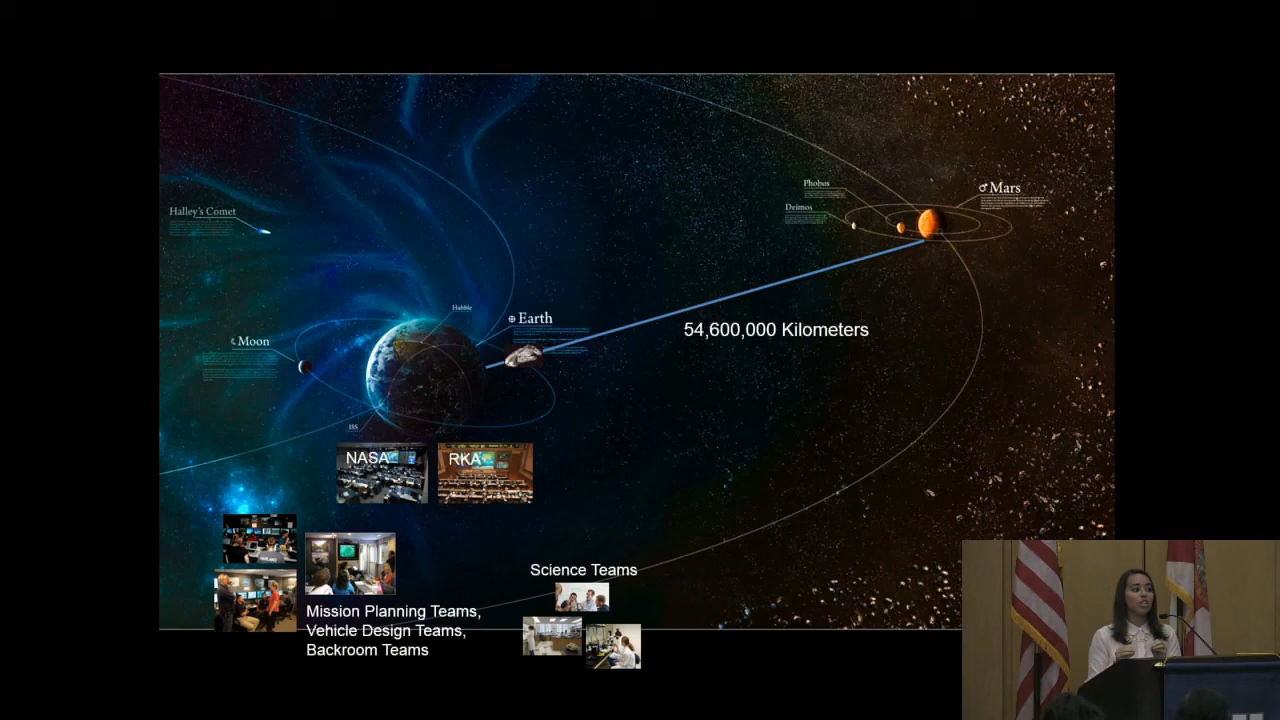 Phobos
♂ Mars
Deimos
Halley's Comet
Hubble
⊕ Earth
54,600,000 Kilometers
☾ Moon
ISS
NASA
RKA
Science Teams
Mission Planning Teams,
Vehicle Design Teams,
Backroom Teams